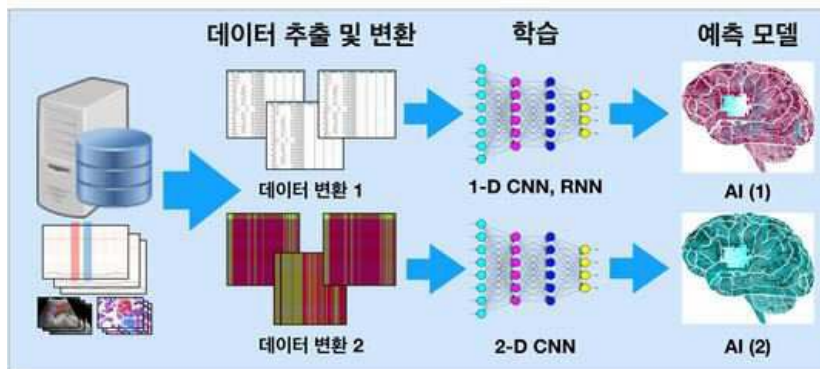 데이터 추출 및 변환
학습
예측 모델
데이터 변환 1
1-D CNN, RNN
AI (1)
데이터 변환 2
2-D CNN
AI (2)